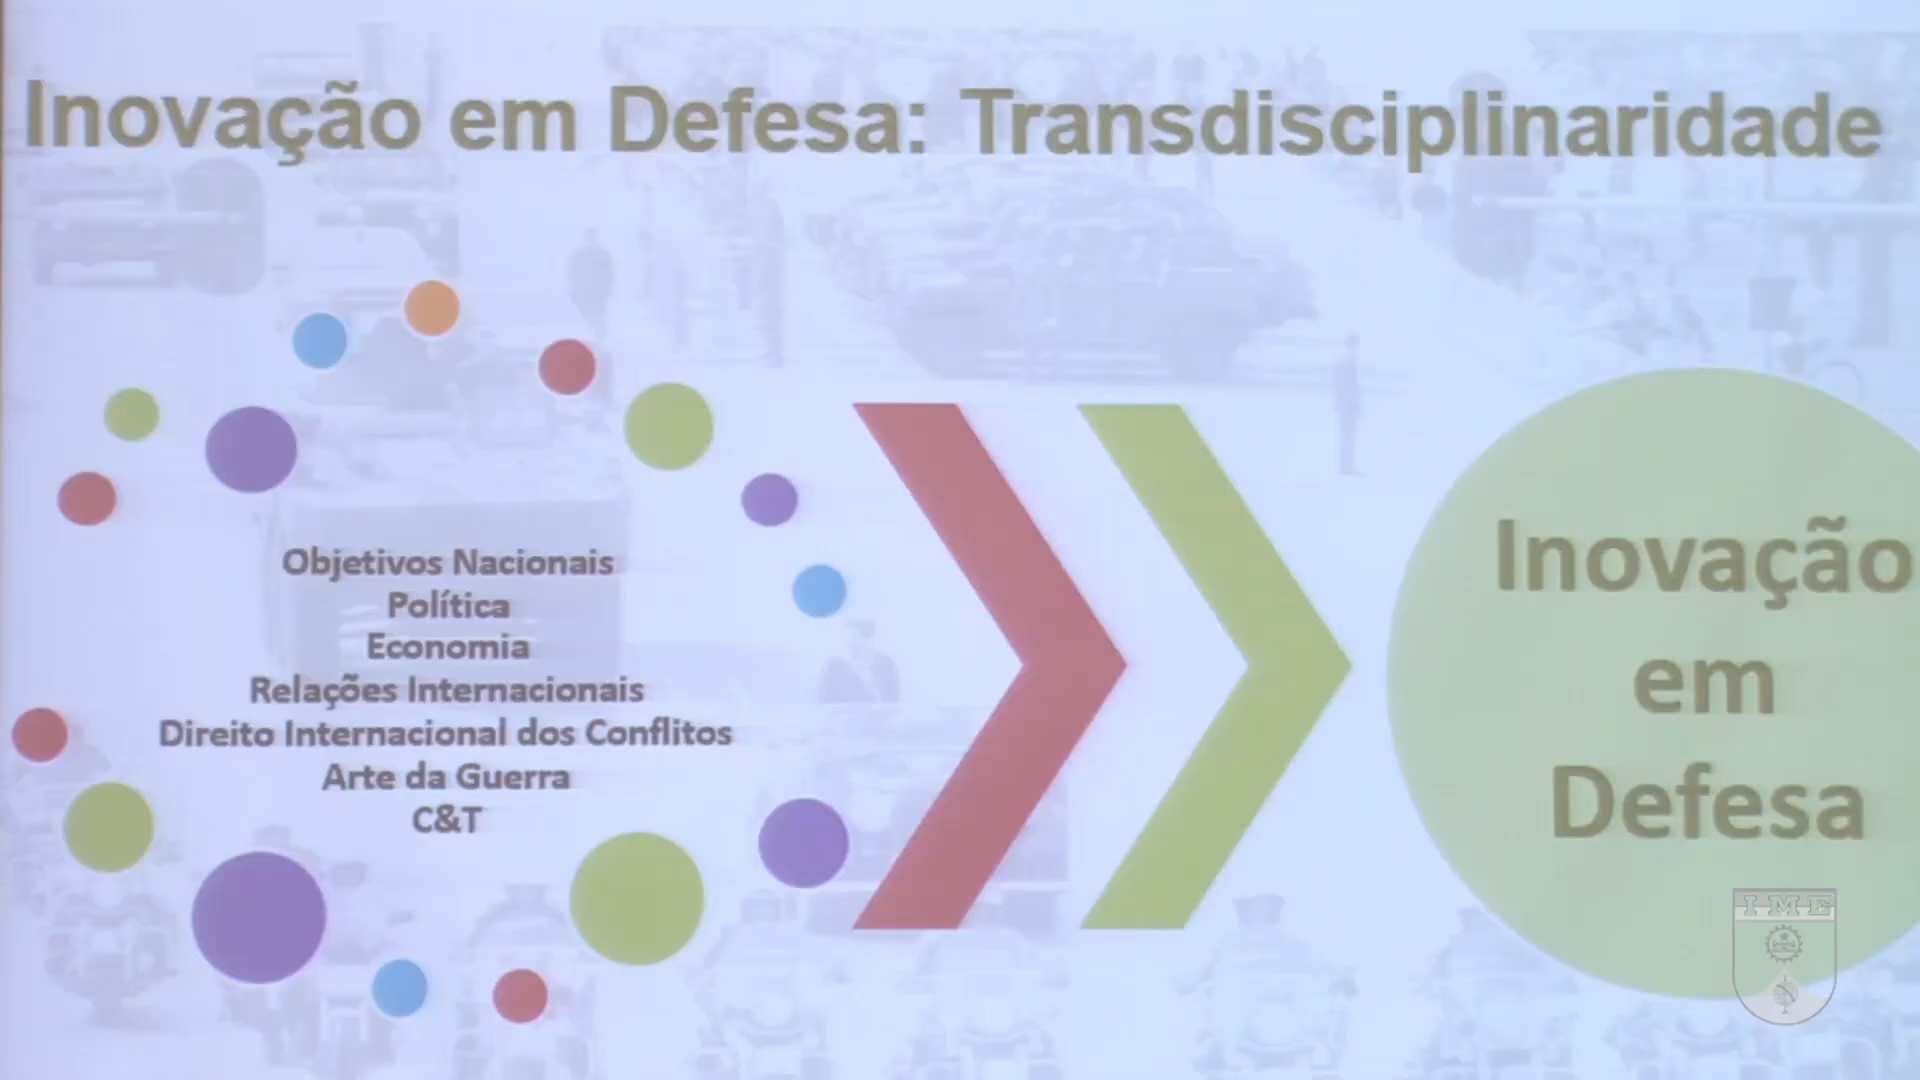 Inovação em Defesa: Transdisciplinaridade
Objetivos Nacionais
Política
Economia
Relações Internacionais
Direito Internacional dos Conflitos
Arte da Guerra
C&T
Inovação
em
Defesa
IME